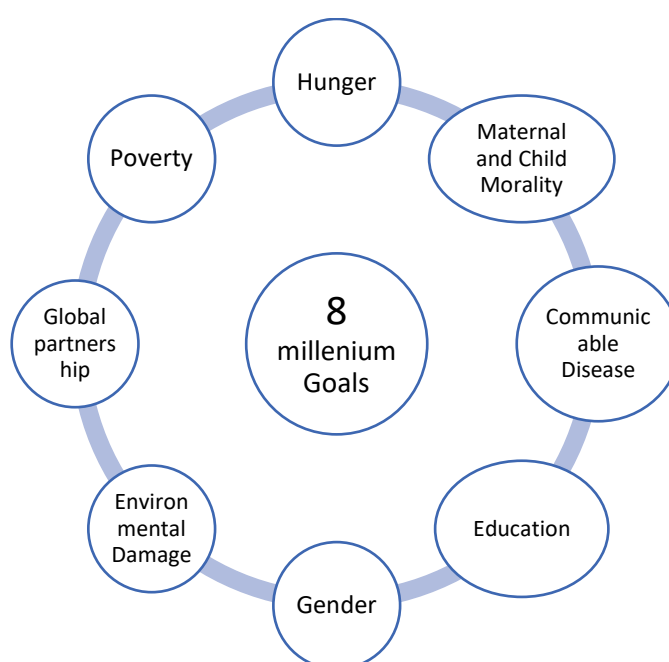 Hunger
Maternal
and Child
Morality
Communic
able
Disease
Education
Gender
Environ
mental
Damage
Global
partners
hip
Poverty
8
millenium
Goals